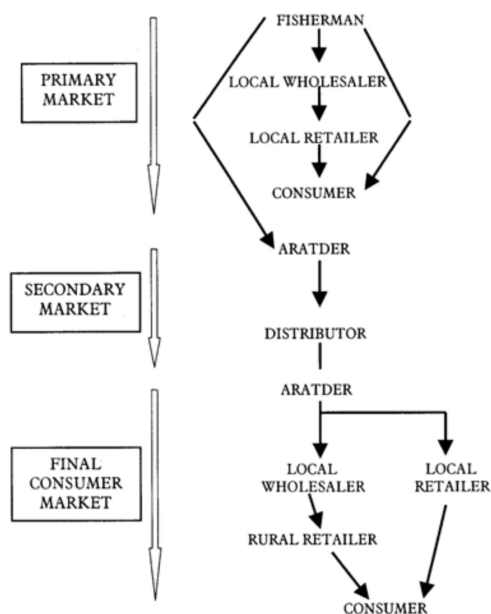 FISHERMAN
PRIMARY
MARKET
LOCAL WHOLESALER
LOCAL RETAILER
CONSUMER
ARATDER
SECONDARY
MARKET
DISTRIBUTOR
ARATDER
FINAL
CONSUMER
MARKET
LOCAL
WHOLESALER
LOCAL
RETAILER
RURAL RETAILER
CONSUMER